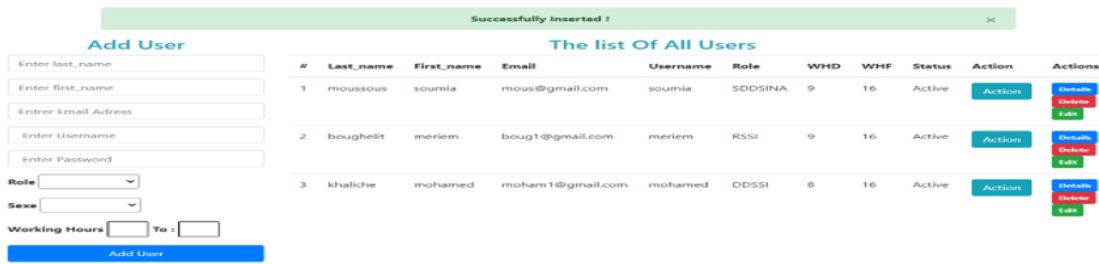 Successfully Inserted ! ×
Add User
Enter last_name
Enter first_name
Entrer Email Adress
Enter Username
Enter Password
Role
Sexe
Working Hours To :
Add User
The list Of All Users
# Last_name First_name Email Username Role WHD WHF Status Action Actions
1 moussous soumia mous@gmail.com soumia SDDSINA 9 16 Active Action Details
Delete
Edit
2 boughelit meriem boug1@gmail.com meriem RSSI 9 16 Active Action Details
Delete
Edit
3 khaliche mohamed moham1@gmail.com mohamed DDSSI 8 16 Active Action Details
Delete
Edit